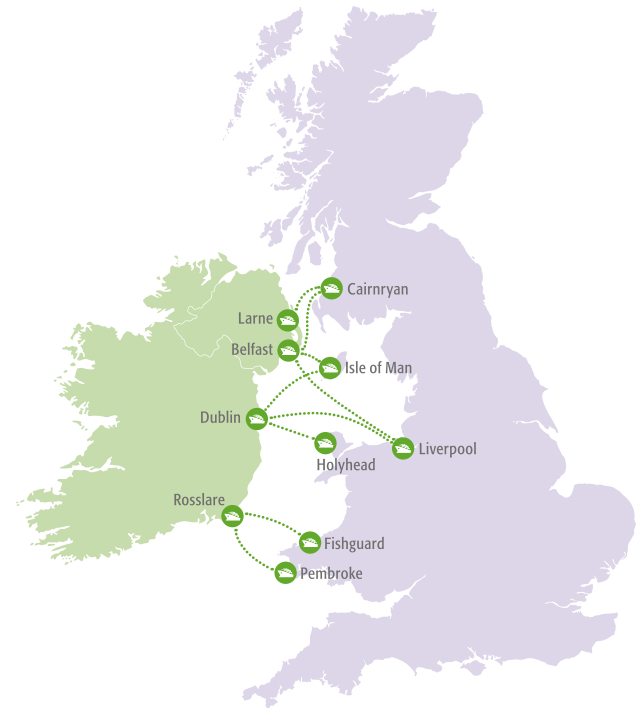 Cairnryan
Larne
Belfast
Isle of Man
Dublin
Liverpool
Holyhead
Rosslare
Fishguard
Pembroke